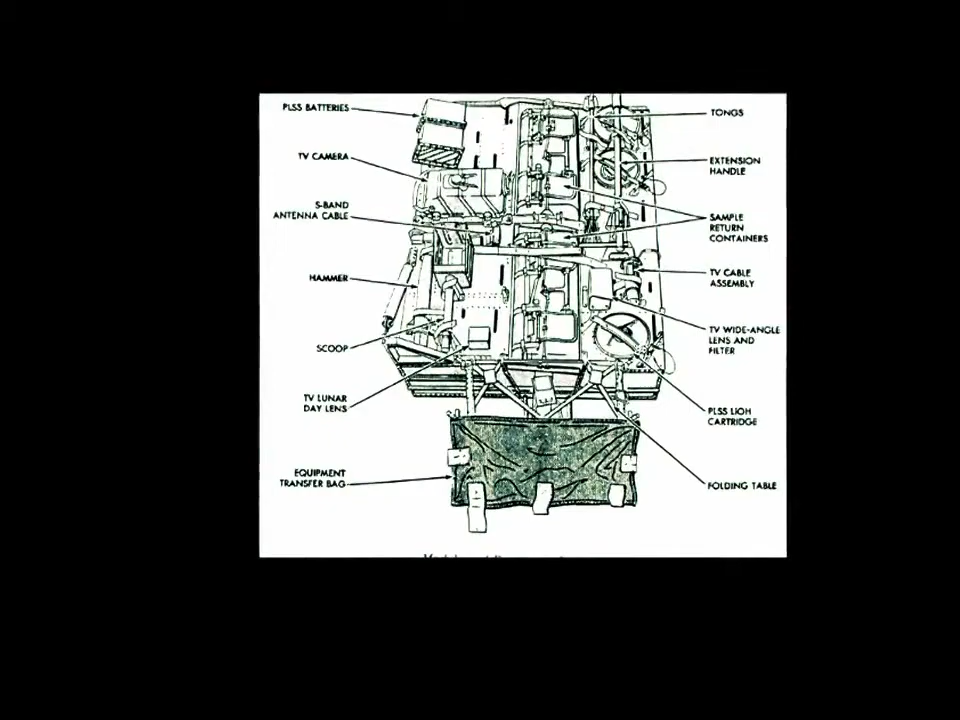 PLSS BATTERIES
TV CAMERA
S-BAND
ANTENNA CABLE
HAMMER
SCOOP
TV LUNAR
DAY LENS
EQUIPMENT
TRANSFER BAG
TONGS
EXTENSION
HANDLE
SAMPLE
RETURN
CONTAINERS
TV CABLE
ASSEMBLY
TV WIDE-ANGLE
LENS AND
FILTER
PLSS LIOH
CARTRIDGE
FOLDING TABLE